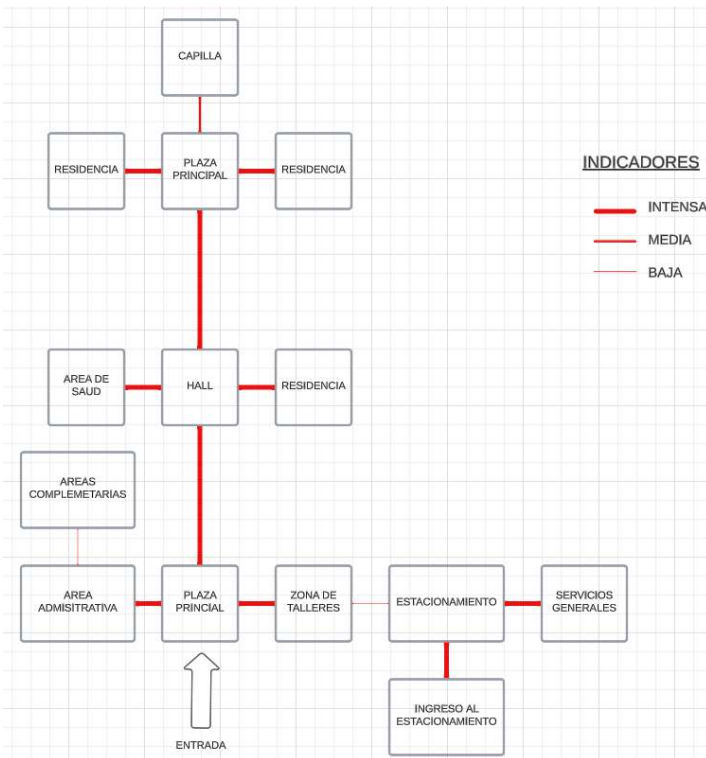 CAPILLA
RESIDENCIA
PLAZA
PRINCIPAL
RESIDENCIA
INDICADORES
INTENSA
MEDIA
BAJA
AREA DE
SAUD
HALL
RESIDENCIA
AREAS
COMPLEMETARIAS
AREA
ADMISITRATIVA
PLAZA
PRINCIAL
ZONA DE
TALLERES
ESTACIONAMIENTO
SERVICIOS
GENERALES
INGRESO AL
ESTACIONAMIENTO
ENTRADA